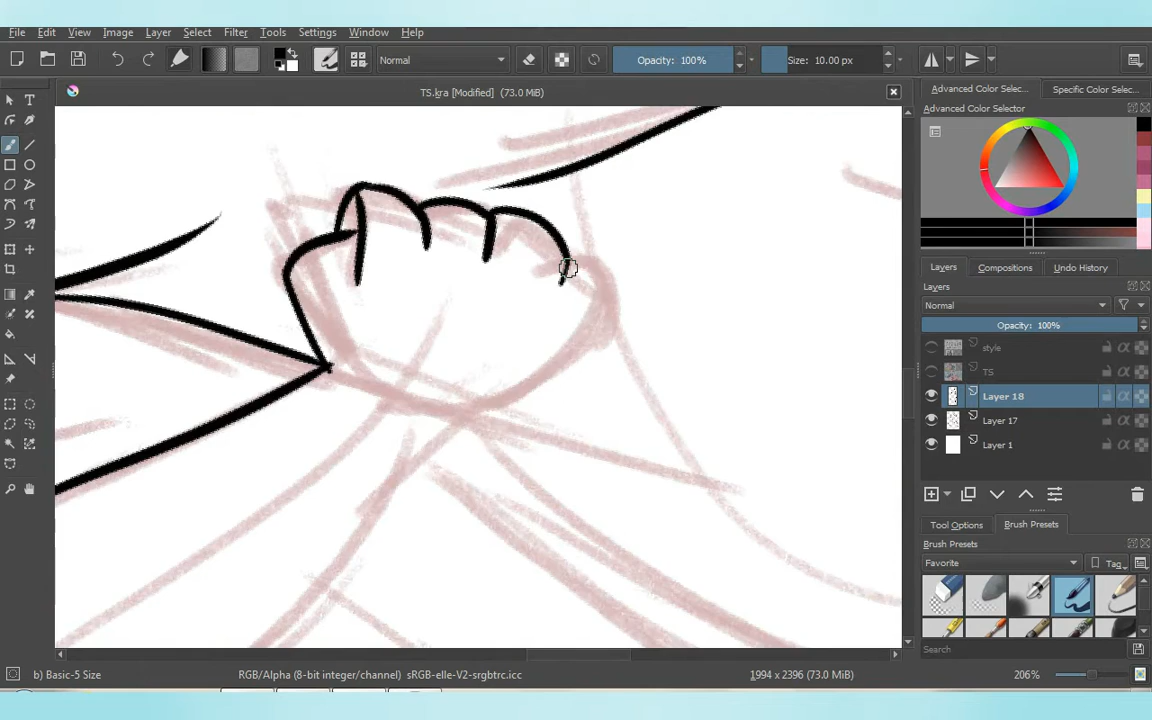 File Edit View Image Layer Select Filter Tools Settings Window Help
Normal
Opacity: 100%
Size: 10.00 px
TS.kra [Modified] (73.0 MiB)
Advanced Color Selec...
Specific Color Selec...
Advanced Color Selector
Layers
Compositions
Undo History
Layers
Normal
Opacity: 100%
style
TS
Layer 18
Layer 17
Layer 1
Tool Options
Brush Presets
Brush Presets
Favorite
Tag
Search
b) Basic-5 Size
RGB/Alpha (8-bit integer/channel) sRGB-elle-V2-srgbtrc.icc
1994 x 2396 (73.0 MiB)
206%